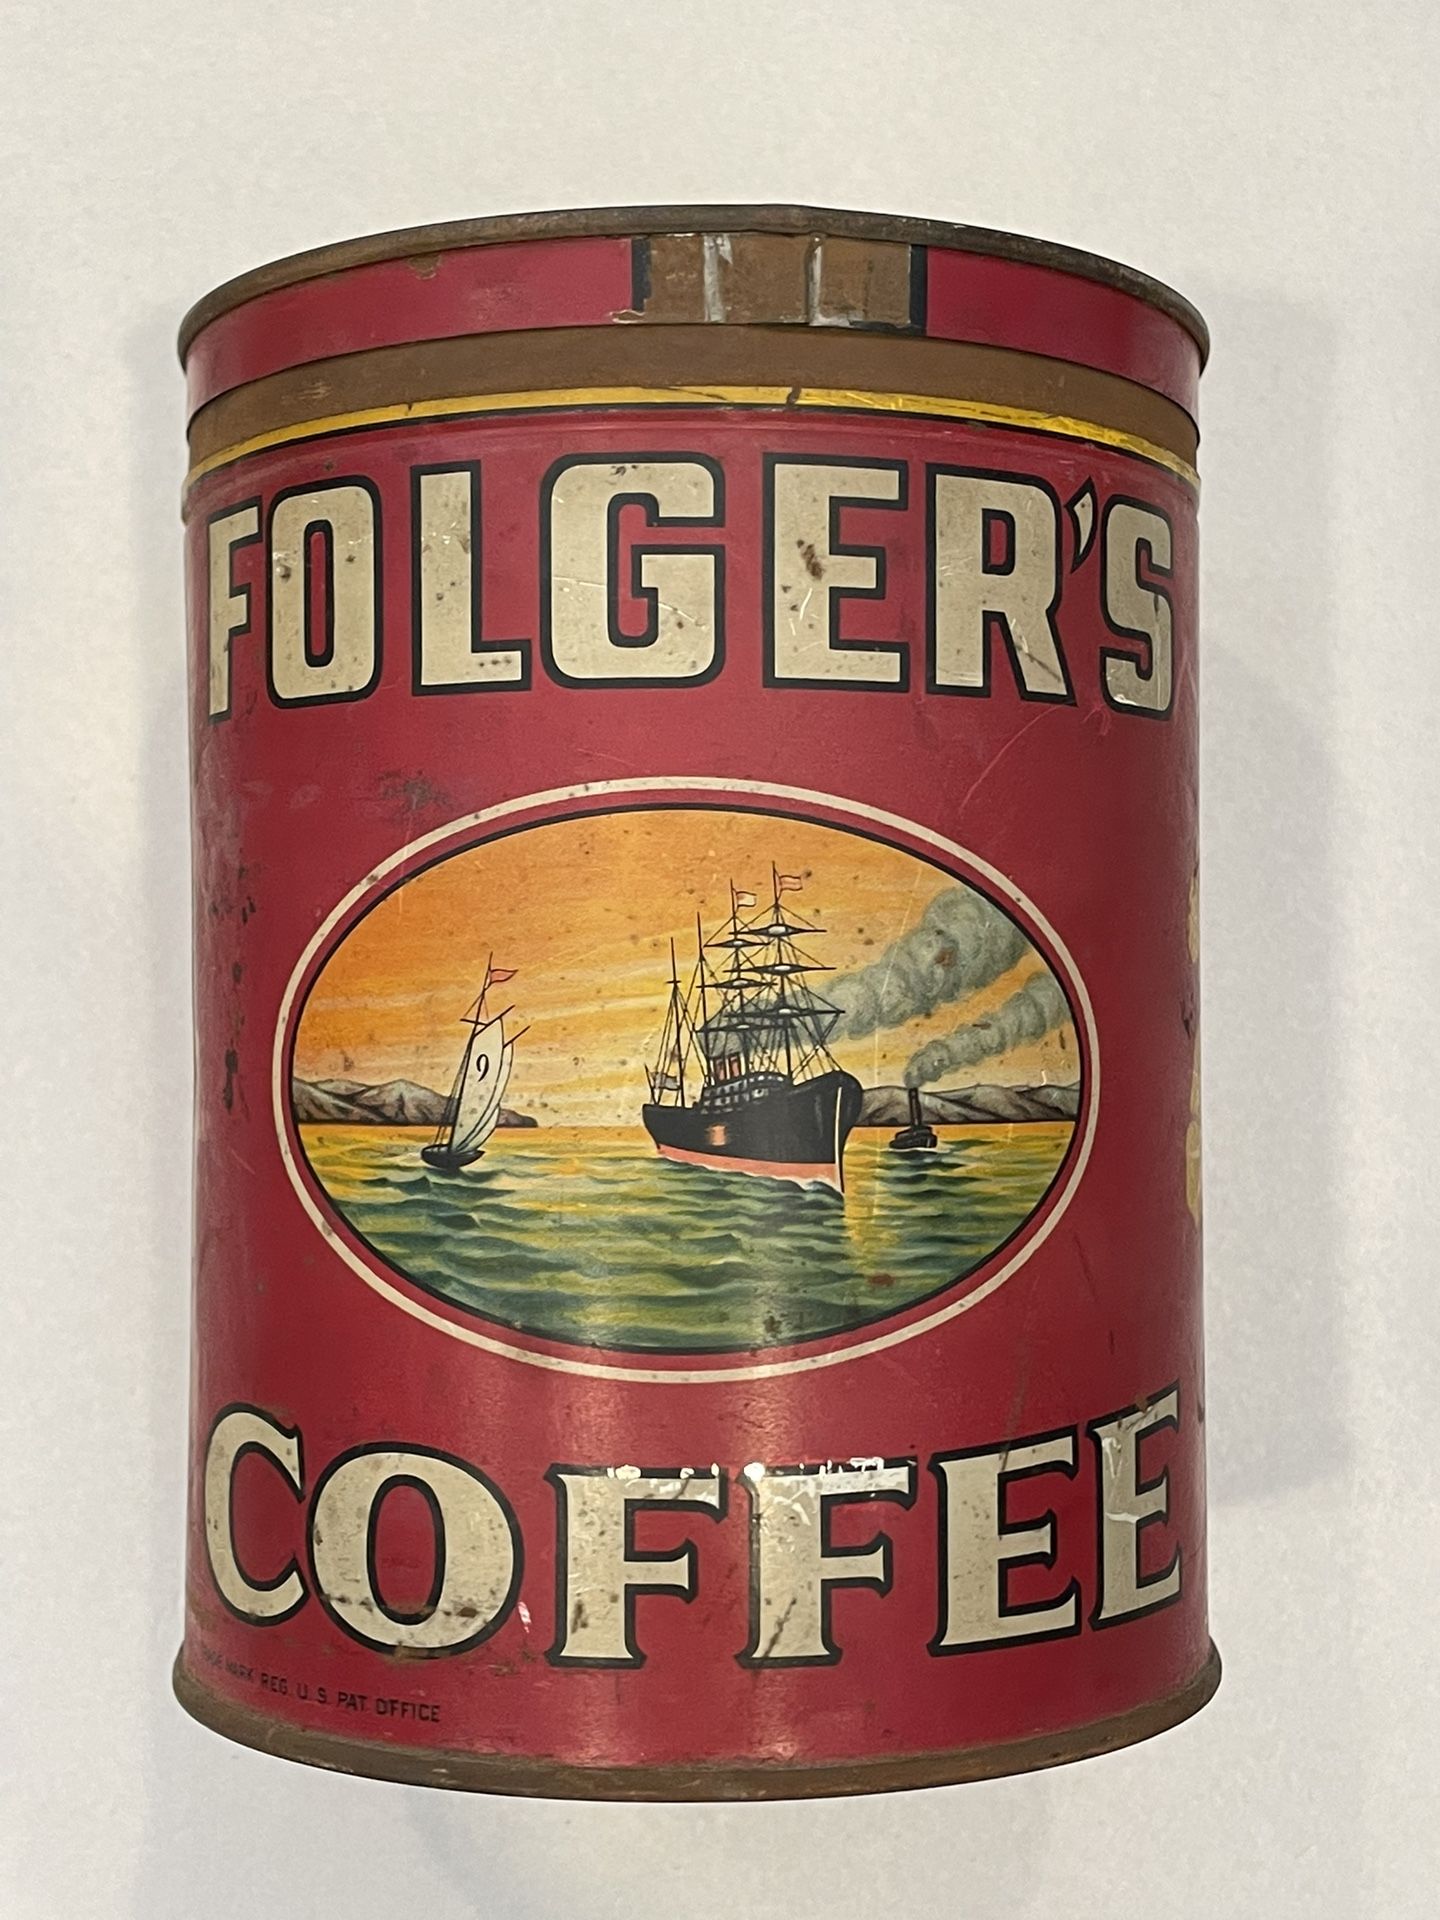 FOLGER'S
9
COFFEE
TRADE MARK REG. U. S. PAT. OFFICE